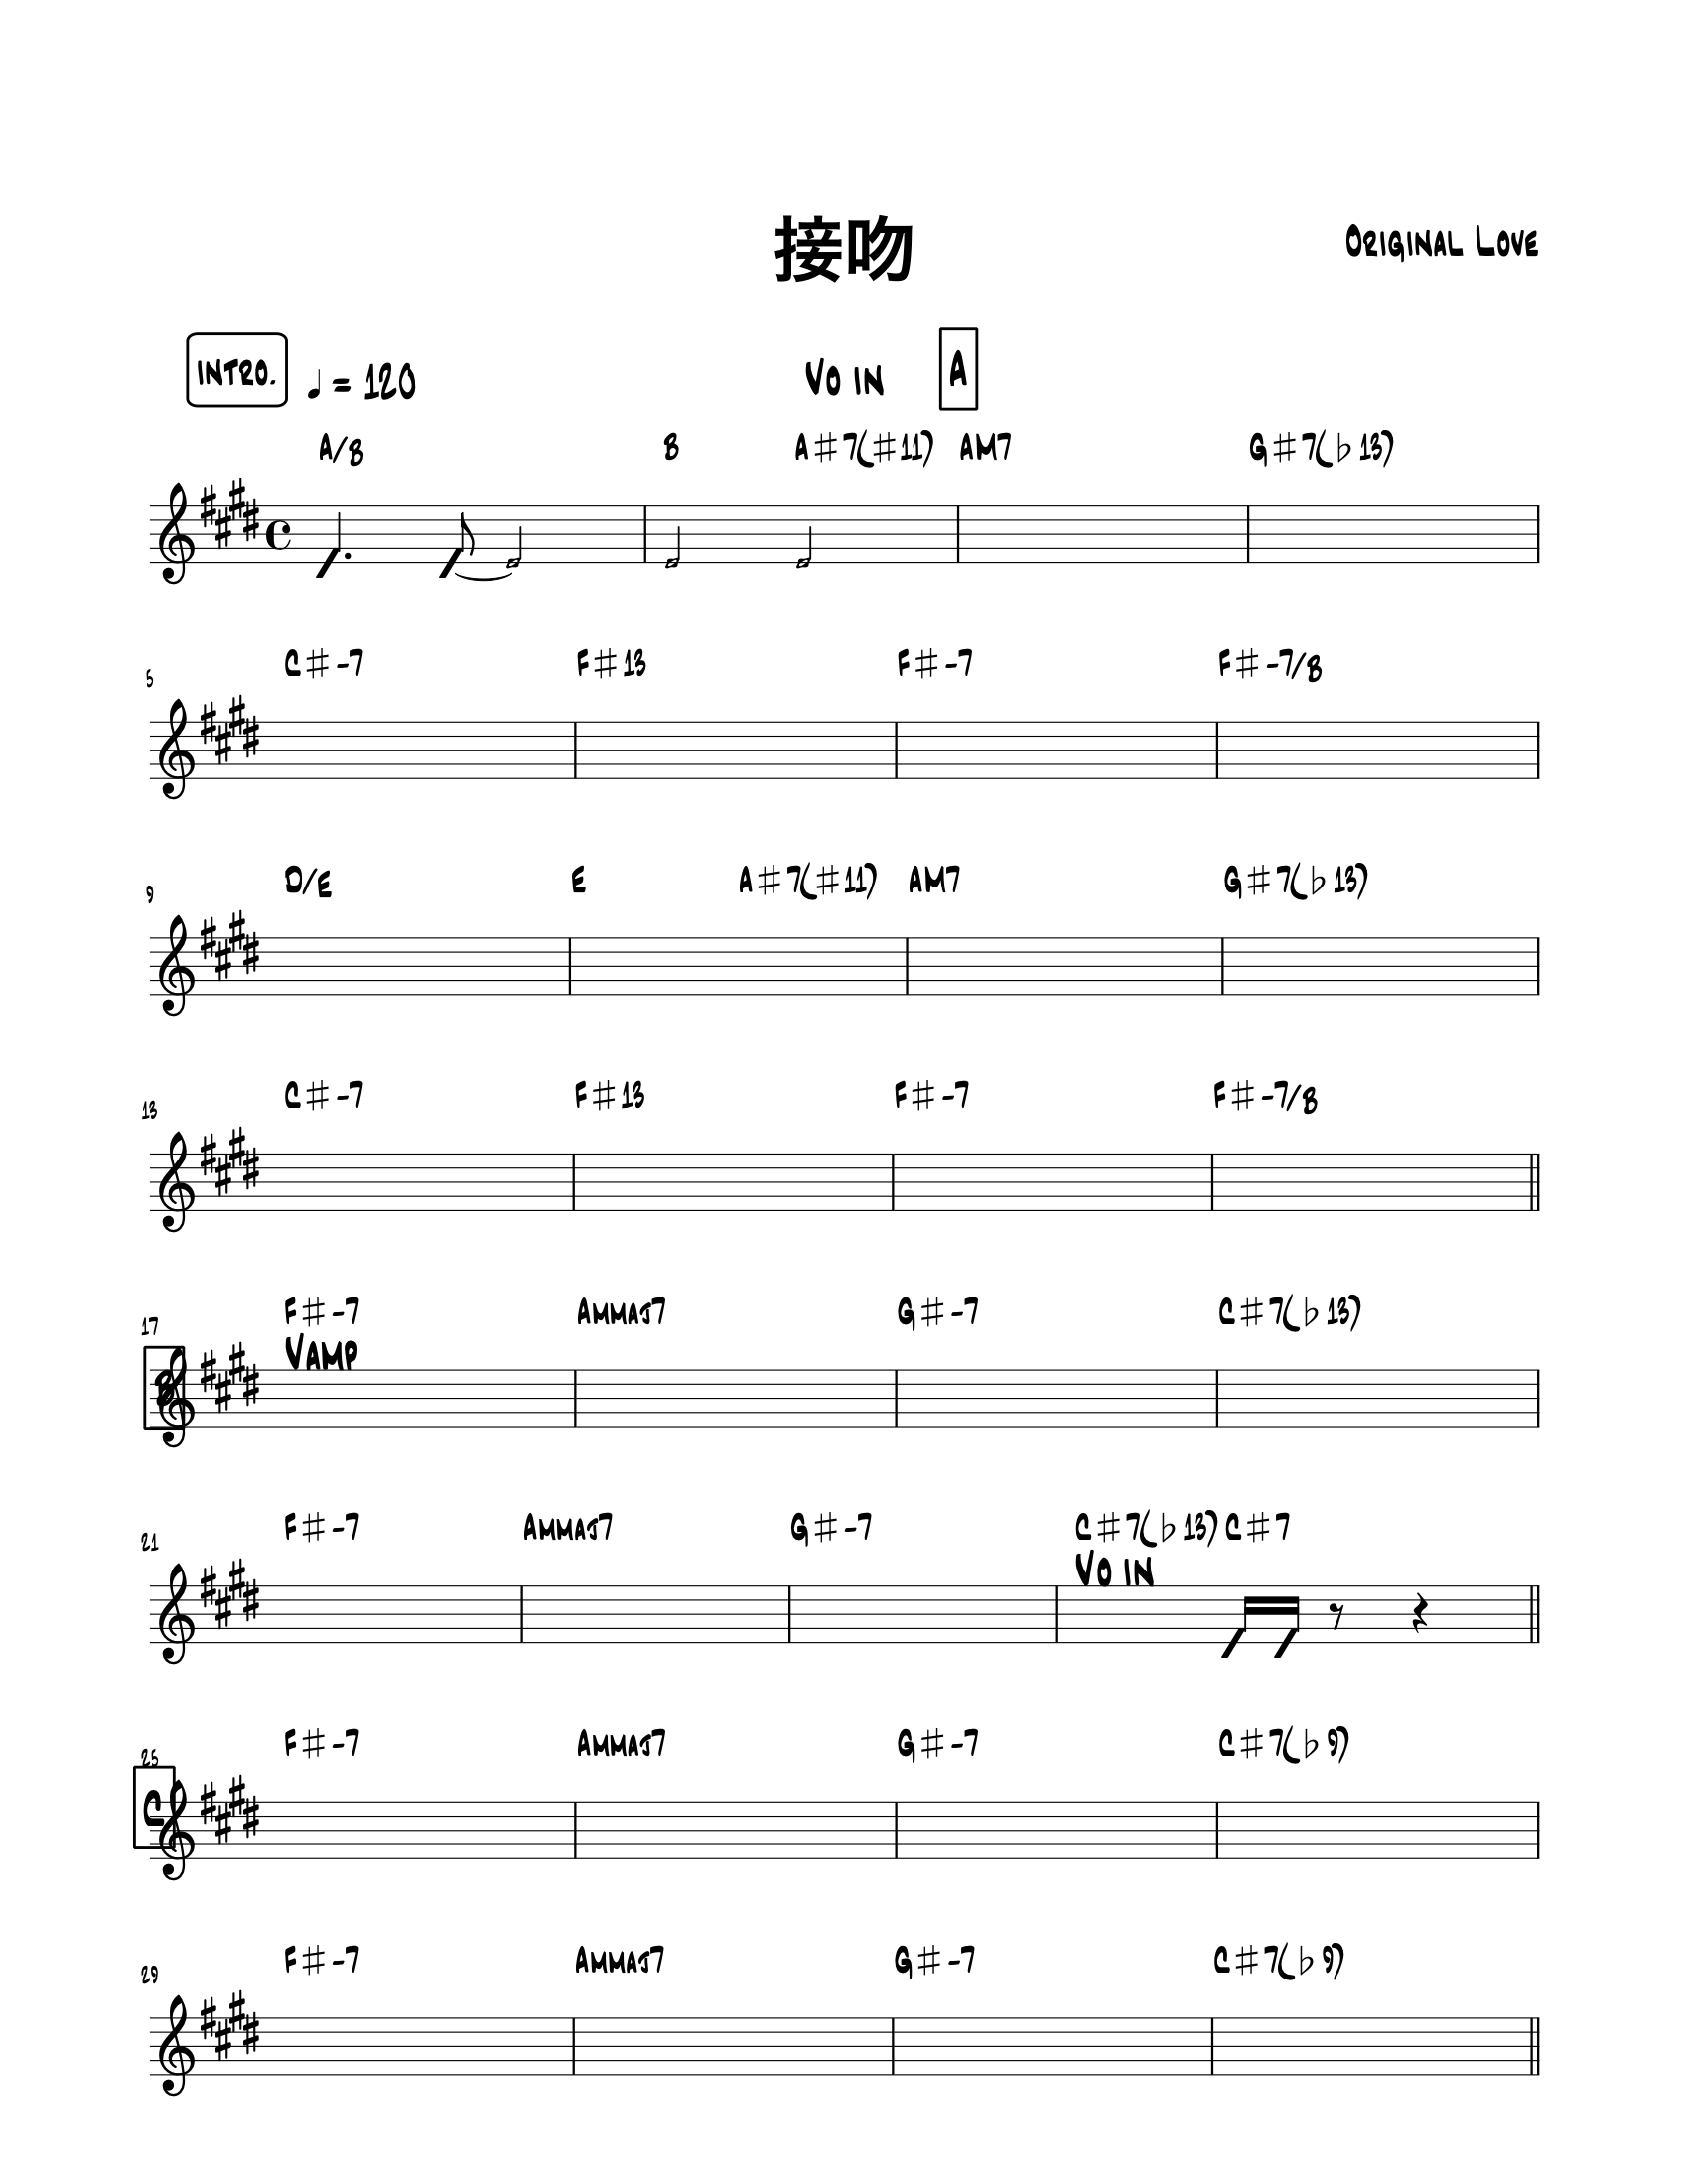 接吻
Original Love
Intro. ♩ = 120 Vo in A
A/B B A♯7(♯11) AM7 G♯7(♭13)
5 C♯-7 F♯13 F♯-7 F♯-7/B
9 D/E E A♯7(♯11) AM7 G♯7(♭13)
13 C♯-7 F♯13 F♯-7 F♯-7/B
17 F♯-7 Ammaj7 G♯-7 C♯7(♭13)
B Vamp
21 F♯-7 Ammaj7 G♯-7 C♯7(♭13) C♯7
Vo in
25 F♯-7 Ammaj7 G♯-7 C♯7(♭9)
C
29 F♯-7 Ammaj7 G♯-7 C♯7(♭9)